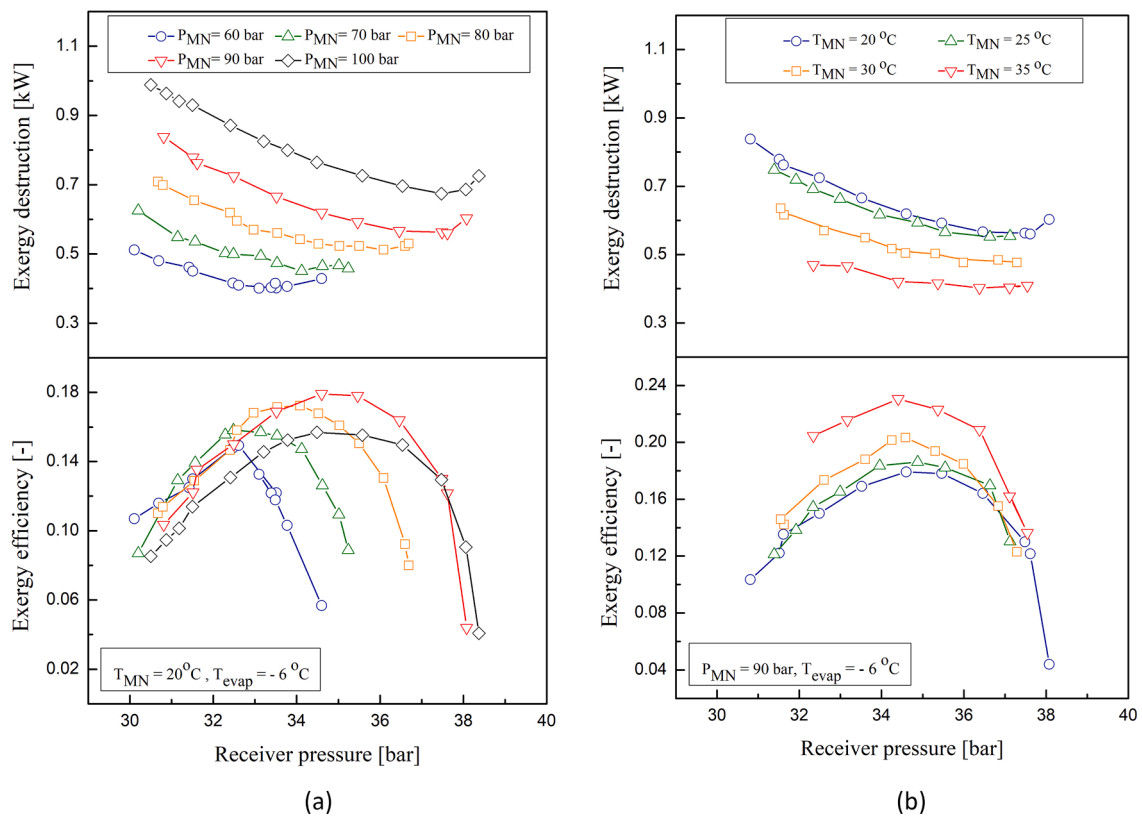 P_MN = 60 bar P_MN = 70 bar P_MN = 80 bar
P_MN = 90 bar P_MN = 100 bar
1.1
0.9
0.7
0.5
0.3
Exergy destruction [kW]
0.18
0.14
0.10
0.06
0.02
Exergy efficiency [-]
T_MN = 20 °C , T_evap = - 6 °C
30 32 34 36 38 40
Receiver pressure [bar]
(a)
T_MN = 20 °C T_MN = 25 °C
T_MN = 30 °C T_MN = 35 °C
1.1
0.9
0.7
0.5
0.3
Exergy destruction [kW]
0.24
0.20
0.16
0.12
0.08
0.04
Exergy efficiency [-]
P_MN = 90 bar, T_evap = - 6 °C
30 32 34 36 38 40
Receiver pressure [bar]
(b)